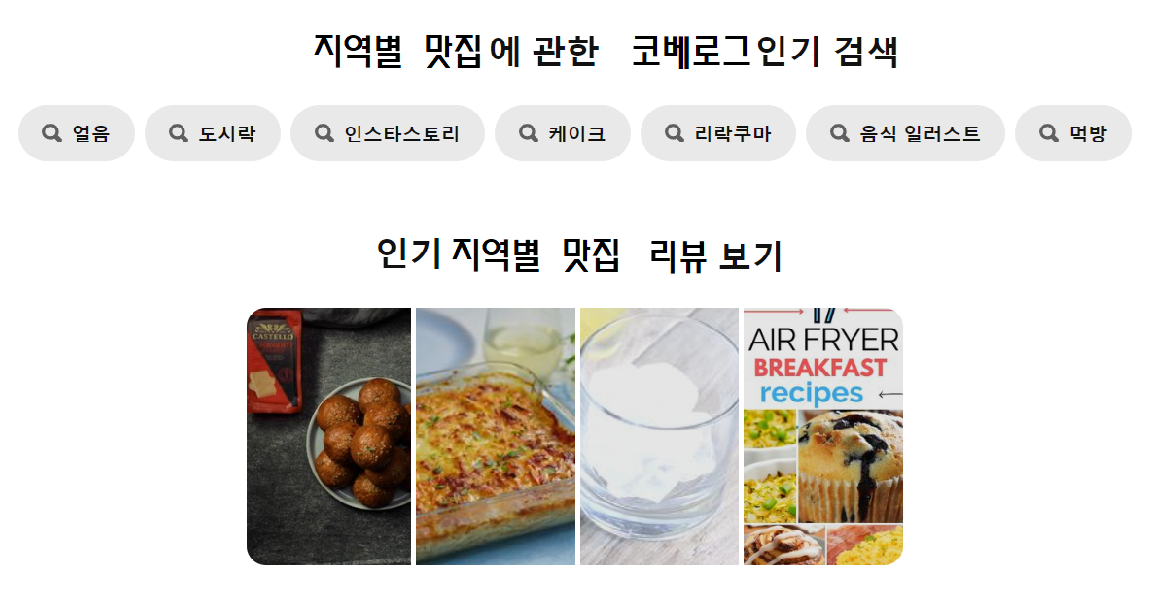 지역별 맛집에 관한 코베로그인기 검색
얼음 도시락 인스타스토리 케이크 리락쿠마 음식 일러스트 먹방
인기 지역별 맛집 리뷰 보기
CASTELLO
17
AIR FRYER
BREAKFAST
recipes